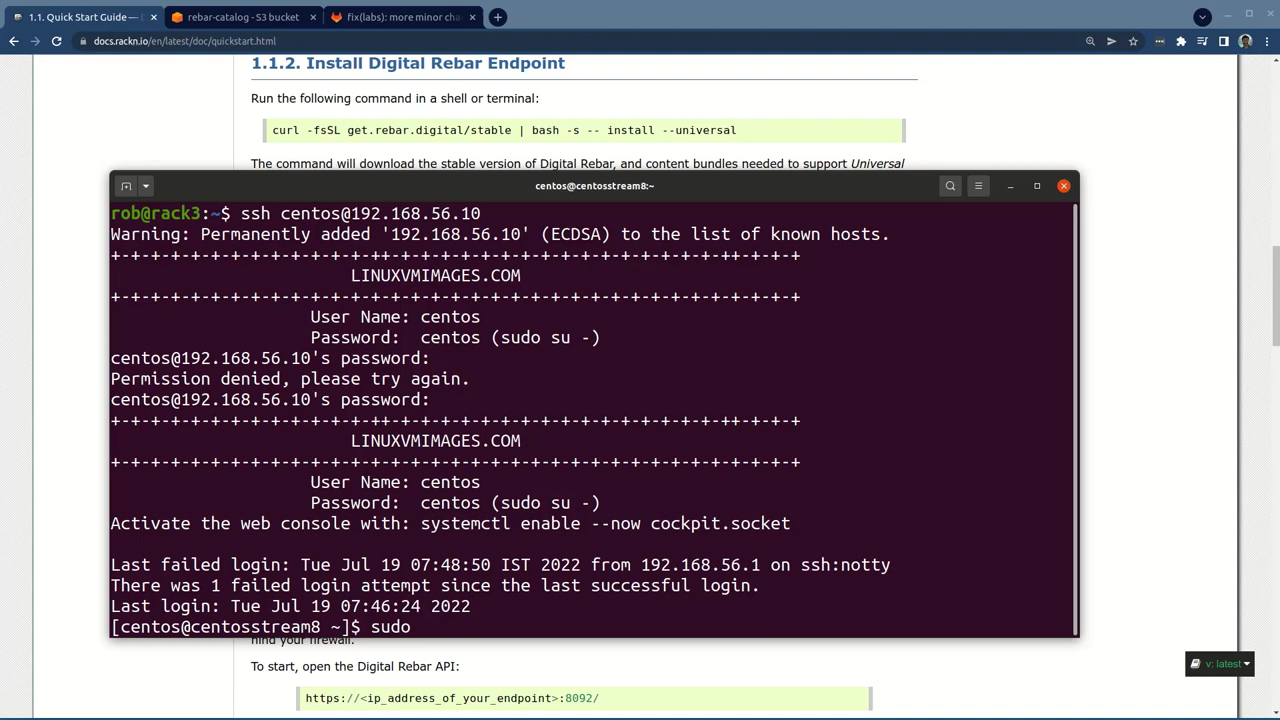 1.1. Quick Start Guide —
rebar-catalog - S3 bucket
fix(labs): more minor cha
docs.rackn.io/en/latest/doc/quickstart.html
1.1.2. Install Digital Rebar Endpoint
Run the following command in a shell or terminal:
curl -fsSL get.rebar.digital/stable | bash -s -- install --universal
The command will download the stable version of Digital Rebar, and content bundles needed to support Universal
centos@centosstream8:~
rob@rack3:~$ ssh centos@192.168.56.10
Warning: Permanently added '192.168.56.10' (ECDSA) to the list of known hosts.
+-+-+-+-+-+-+-+-+-+-+-+-+-+-+-+-+-+-+-+-+-+-+-+-+-+-+-+-+-+-++-+-+-+
LINUXVMIMAGES.COM
+-+-+-+-+-+-+-+-+-+-+-+-+-+-+-+-+-+-+-+-+-+-+-+-+-+-+-+-+-+-++-+-+-+
User Name: centos
Password: centos (sudo su -)
centos@192.168.56.10's password:
Permission denied, please try again.
centos@192.168.56.10's password:
+-+-+-+-+-+-+-+-+-+-+-+-+-+-+-+-+-+-+-+-+-+-+-+-+-+-+-+-+-+-++-+-+-+
LINUXVMIMAGES.COM
+-+-+-+-+-+-+-+-+-+-+-+-+-+-+-+-+-+-+-+-+-+-+-+-+-+-+-+-+-+-++-+-+-+
User Name: centos
Password: centos (sudo su -)
Activate the web console with: systemctl enable --now cockpit.socket
Last failed login: Tue Jul 19 07:48:50 IST 2022 from 192.168.56.1 on ssh:notty
There was 1 failed login attempt since the last successful login.
Last login: Tue Jul 19 07:46:24 2022
[centos@centosstream8 ~]$ sudo
your firewall.
v: latest
To start, open the Digital Rebar API:
https://<ip_address_of_your_endpoint>:8092/